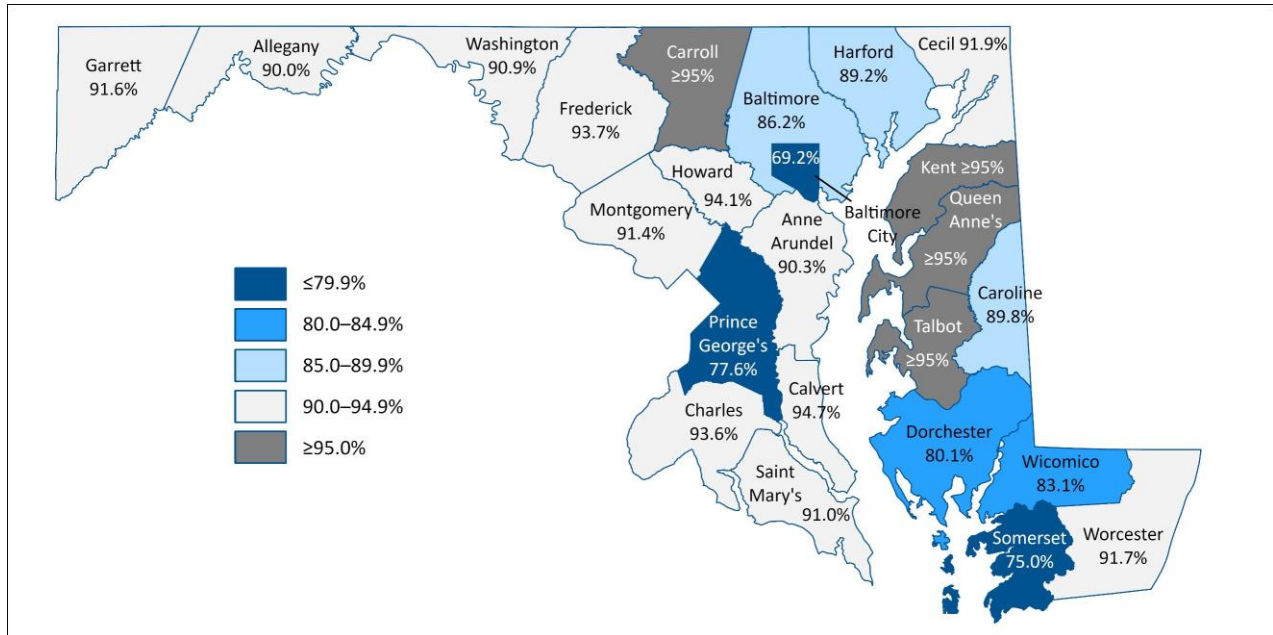 Garrett
91.6%
Allegany
90.0%
Washington
90.9%
Frederick
93.7%
Carroll
≥95%
Baltimore
86.2%
Harford
89.2%
Cecil 91.9%
69.2%
Baltimore
City
Howard
94.1%
Montgomery
91.4%
Anne
Arundel
90.3%
Kent ≥95%
Queen
Anne's
≥95%
Caroline
89.8%
Talbot
≥95%
Prince
George's
77.6%
Calvert
94.7%
Charles
93.6%
Saint
Mary's
91.0%
Dorchester
80.1%
Wicomico
83.1%
Somerset
75.0%
Worcester
91.7%
≤79.9%
80.0–84.9%
85.0–89.9%
90.0–94.9%
≥95.0%